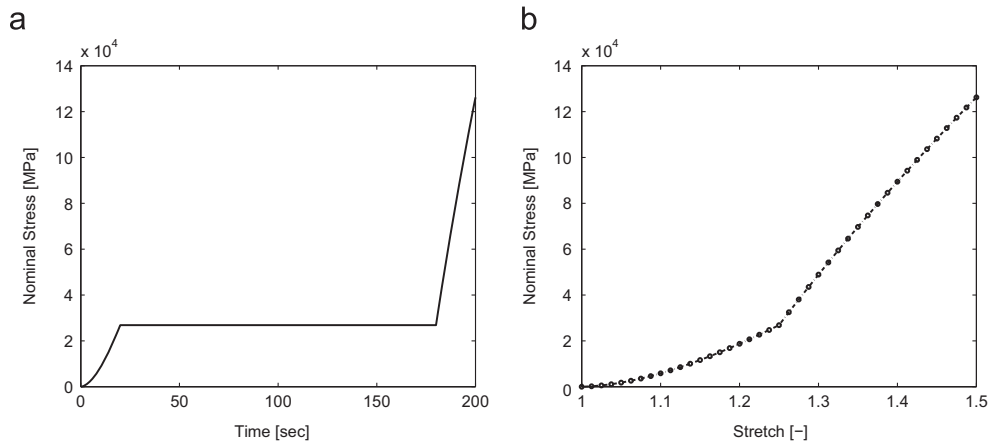 a
x 10^4
14
12
10
8
6
4
2
0
Nominal Stress [MPa]
0 50 100 150 200
Time [sec]
b
x 10^4
14
12
10
8
6
4
2
0
Nominal Stress [MPa]
1 1.1 1.2 1.3 1.4 1.5
Stretch [−]